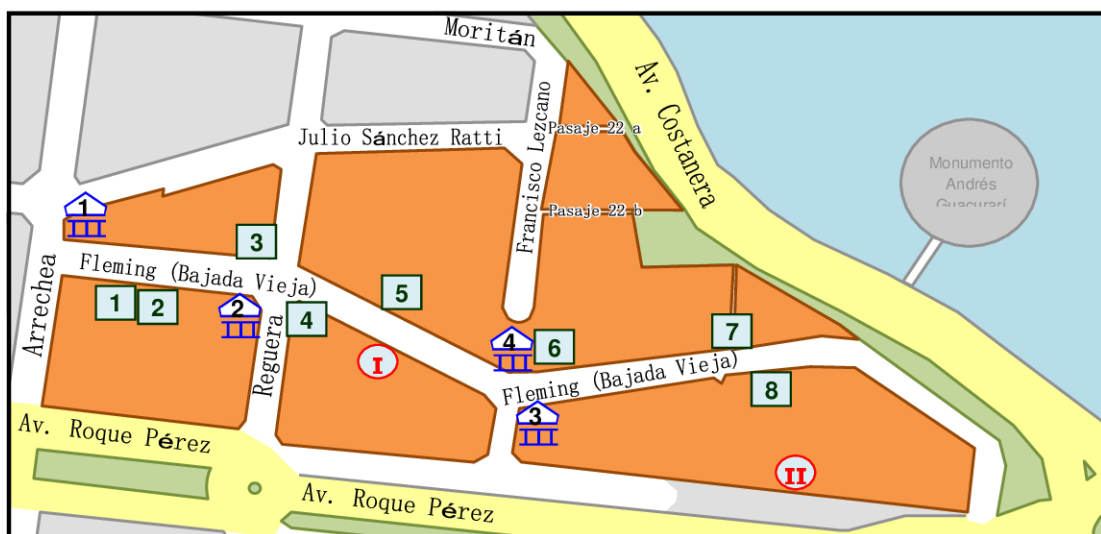 Moritán
Av. Costanera
Francisco Lezcano
Pasaje 22 a
Julio Sánchez Ratti
Monumento
Andrés
Guacurarí
1
Pasaje 22 b
3
Arrechea
Fleming (Bajada Vieja)
1
2
2
5
4
Reguera
I
4
6
7
Fleming (Bajada Vieja)
8
3
Av. Roque Pérez
II
Av. Roque Pérez